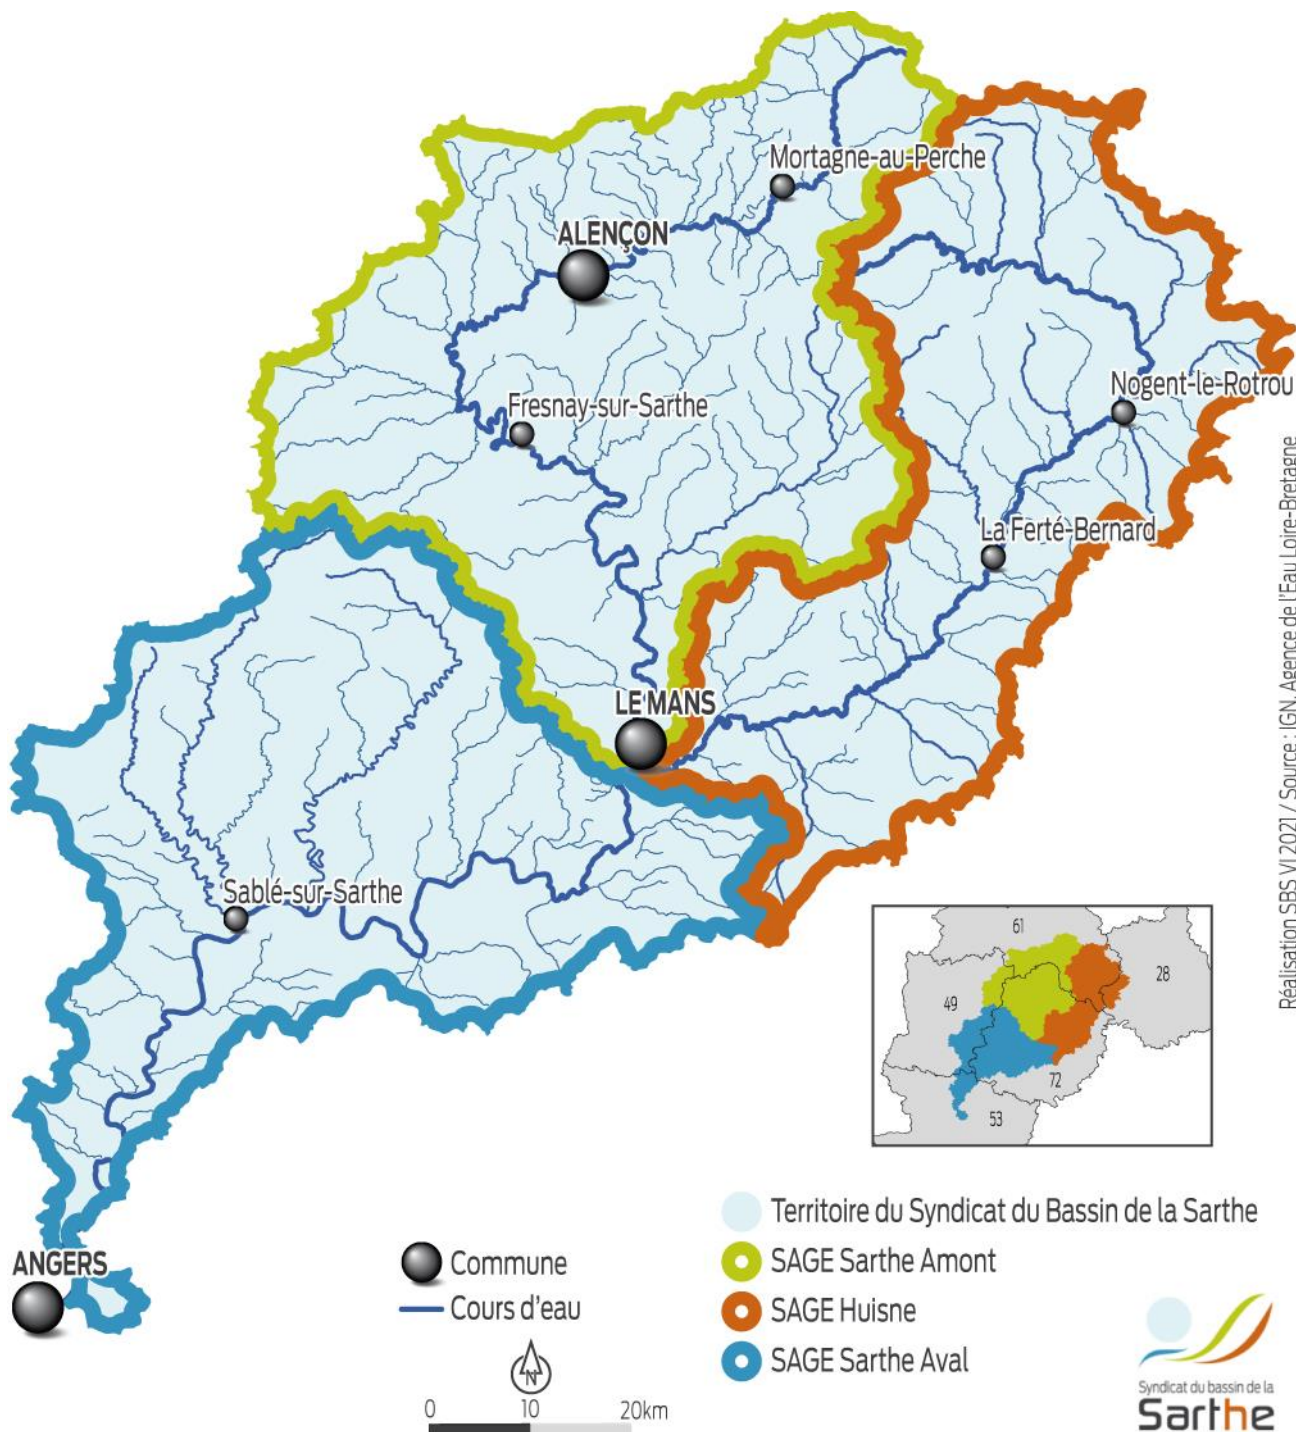 Mortagne-au-Perche
ALENÇON
Fresnay-sur-Sarthe
Nogent-le-Rotrou
La Ferté-Bernard
LE MANS
Sablé-sur-Sarthe
ANGERS
Réalisation SBS VI 2021 / Source : IGN, Agence de l'Eau Loire-Bretagne
61
28
49
72
53
Commune
Cours d'eau
N
0 10 20km
Territoire du Syndicat du Bassin de la Sarthe
SAGE Sarthe Amont
SAGE Huisne
SAGE Sarthe Aval
Syndicat du bassin de la
Sarthe